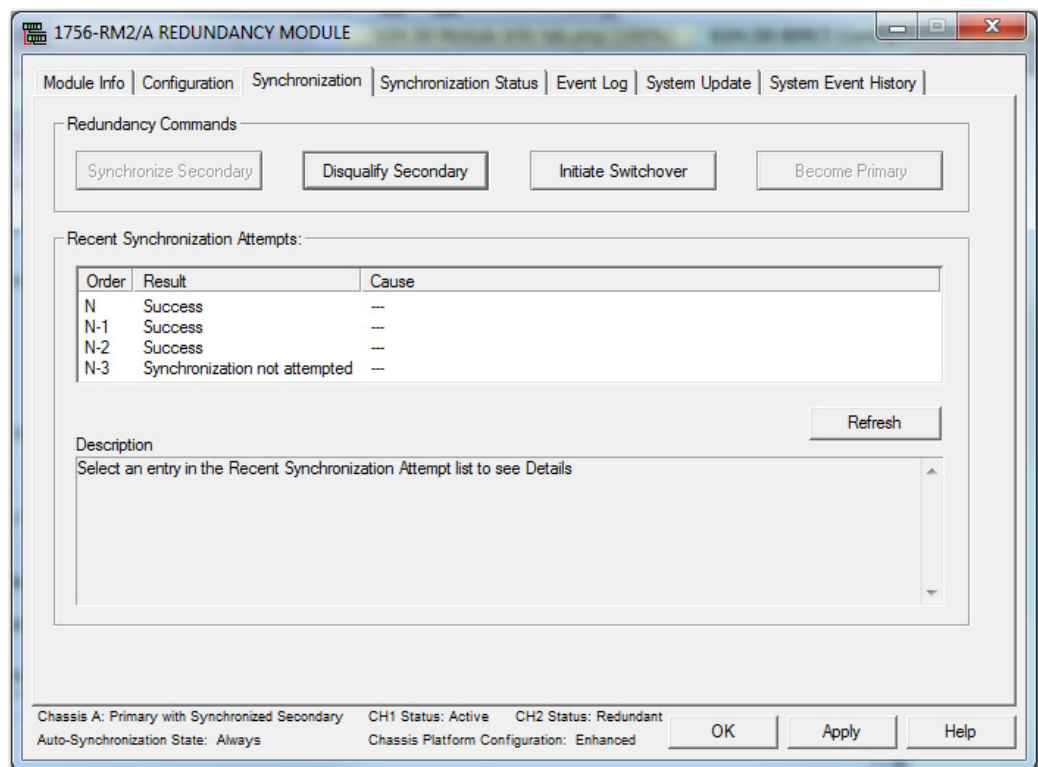 1756-RM2/A REDUNDANCY MODULE
Module Info Configuration Synchronization Synchronization Status Event Log System Update System Event History
Redundancy Commands
Synchronize Secondary Disqualify Secondary Initiate Switchover Become Primary
Recent Synchronization Attempts:
Order Result Cause
N Success ---
N-1 Success ---
N-2 Success ---
N-3 Synchronization not attempted ---
Refresh
Description
Select an entry in the Recent Synchronization Attempt list to see Details
Chassis A: Primary with Synchronized Secondary CH1 Status: Active CH2 Status: Redundant
Auto-Synchronization State: Always Chassis Platform Configuration: Enhanced
OK Apply Help